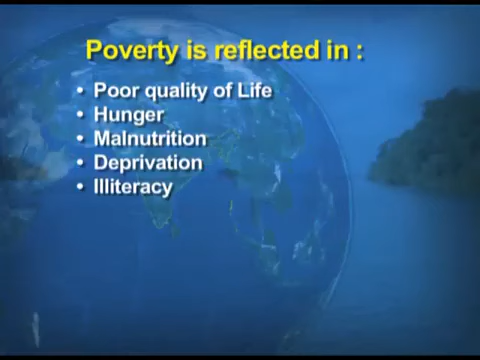 Poverty is reflected in :
• Poor quality of Life
• Hunger
• Malnutrition
• Deprivation
• Illiteracy